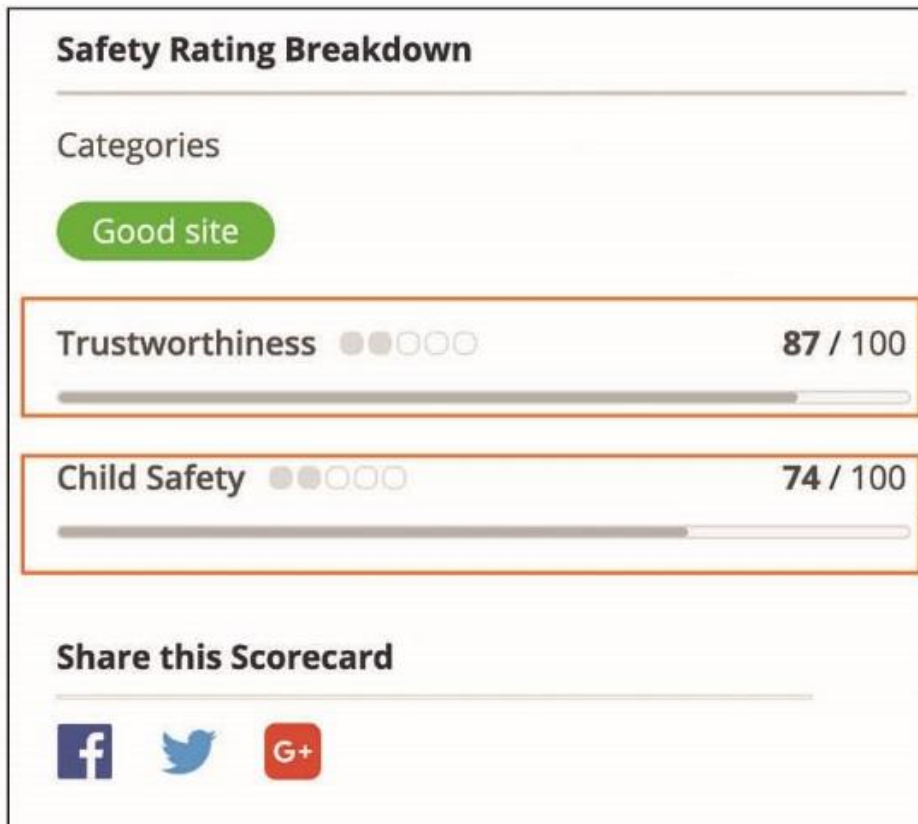 Safety Rating Breakdown
Categories
Good site
Trustworthiness 87 / 100
Child Safety 74 / 100
Share this Scorecard
f
G+